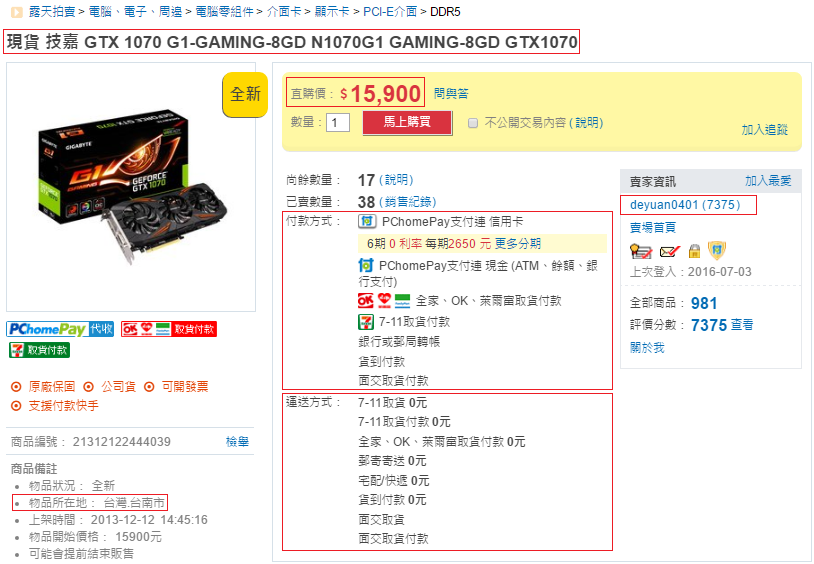 露天拍賣 > 電腦、電子、周邊 > 電腦零組件 > 介面卡 > 顯示卡 > PCI-E介面 > DDR5
現貨 技嘉 GTX 1070 G1-GAMING-8GD N1070G1 GAMING-8GD GTX1070
全新
GEFORCE GTX 1070
GIGABYTE
G1
GAMING
GEFORCE
GTX 1070
直購價： $15,900 問與答
數量： 1 馬上購買 不公開交易內容 (說明)
加入追蹤
尚餘數量： 17 (說明)
已賣數量： 38 (銷售紀錄)
付款方式： PChomePay支付連 信用卡
6期 0 利率 每期2650 元 更多分期
PChomePay支付連 現金 (ATM、餘額、銀
行支付)
OK 全家、OK、萊爾富取貨付款
7-11取貨付款
銀行或郵局轉帳
貨到付款
面交取貨付款
運送方式： 7-11取貨 0元
7-11取貨付款 0元
全家、OK、萊爾富取貨付款 0元
郵寄寄送 0元
宅配/快遞 0元
貨到付款 0元
面交取貨
面交取貨付款
賣家資訊 加入最愛
deyuan0401 (7375)
賣場首頁
上次登入：2016-07-03
全部商品： 981
評價分數： 7375 查看
關於我
PChomePay 代收 OK 取貨付款
7 取貨付款
原廠保固 公司貨 可開發票
支援付款快手
商品編號： 21312122444039 檢舉
商品備註
物品狀況： 全新
物品所在地： 台灣.台南市
上架時間： 2013-12-12 14:45:16
物品開始價格： 15900元
可能會提前結束販售